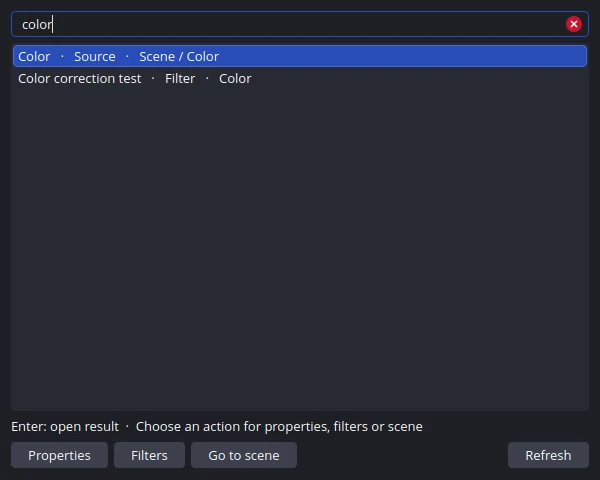 color
Color · Source · Scene / Color
Color correction test · Filter · Color
Enter: open result · Choose an action for properties, filters or scene
Properties Filters Go to scene Refresh